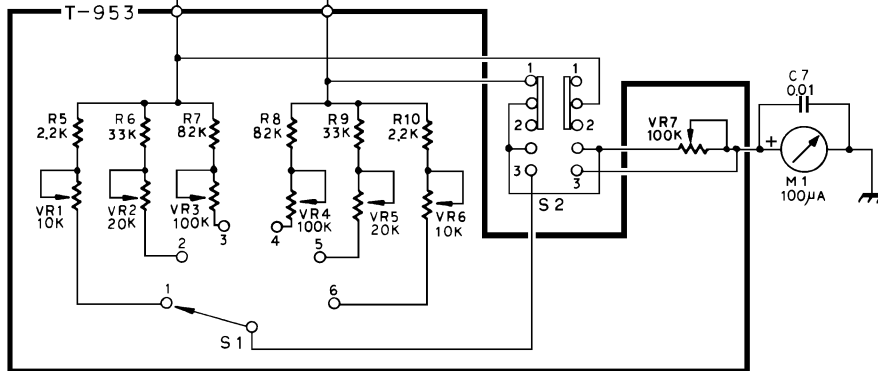 T-953
R5
2.2K
R6
33K
R7
82K
R8
82K
R9
33K
R10
2.2K
VR1
10K
VR2
20K
VR3
100K
VR4
100K
VR5
20K
VR6
10K
1
2
3
4
5
6
S1
1
1
2
2
3
3
S2
VR7
100K
C7
0.01
+
M1
100μA